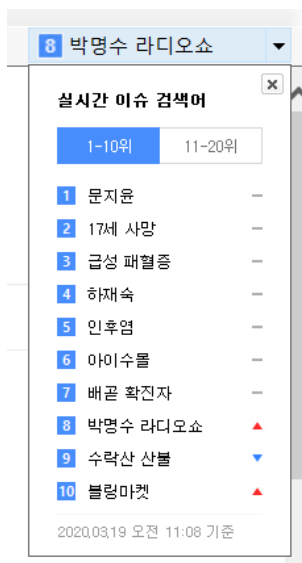 8 박명수 라디오쇼
실시간 이슈 검색어
1-10위 11-20위
1 문지윤
2 17세 사망
3 급성 패혈증
4 하재숙
5 인후염
6 아이수몰
7 배곧 확진자
8 박명수 라디오쇼
9 수락산 산불
10 블링마켓
2020.03.19 오전 11:08 기준